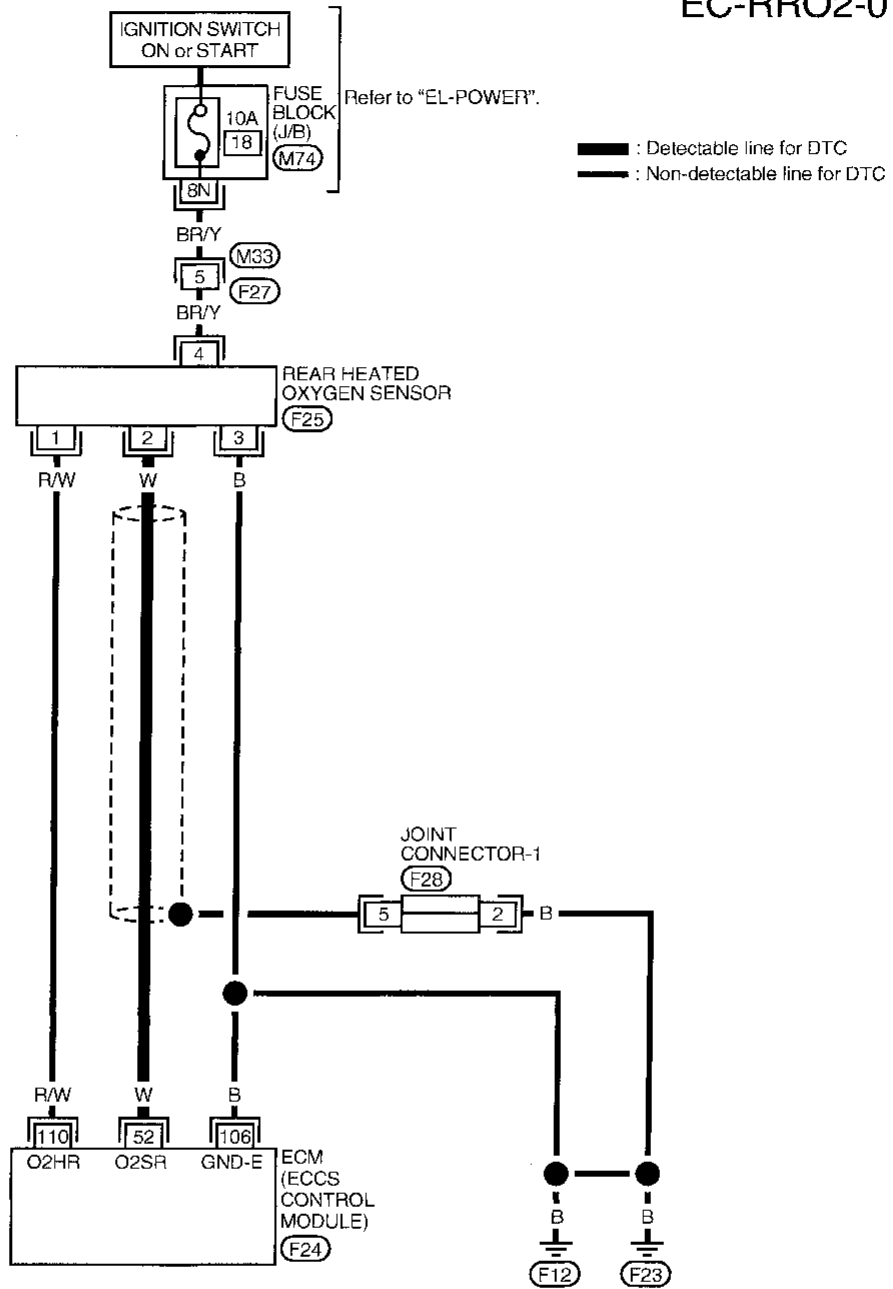 EC-RRO2-0
IGNITION SWITCH
ON or START
FUSE
BLOCK
(J/B)
M74
10A
18
Refer to "EL-POWER".
: Detectable line for DTC
: Non-detectable line for DTC
8N
BR/Y
M33
5
F27
BR/Y
4
REAR HEATED
OXYGEN SENSOR
F25
1 2 3
R/W W B
JOINT
CONNECTOR-1
F28
5 2 B
R/W W B
110 52 106
O2HR O2SR GND-E
ECM
(ECCS
CONTROL
MODULE)
F24
B B
F12 F23